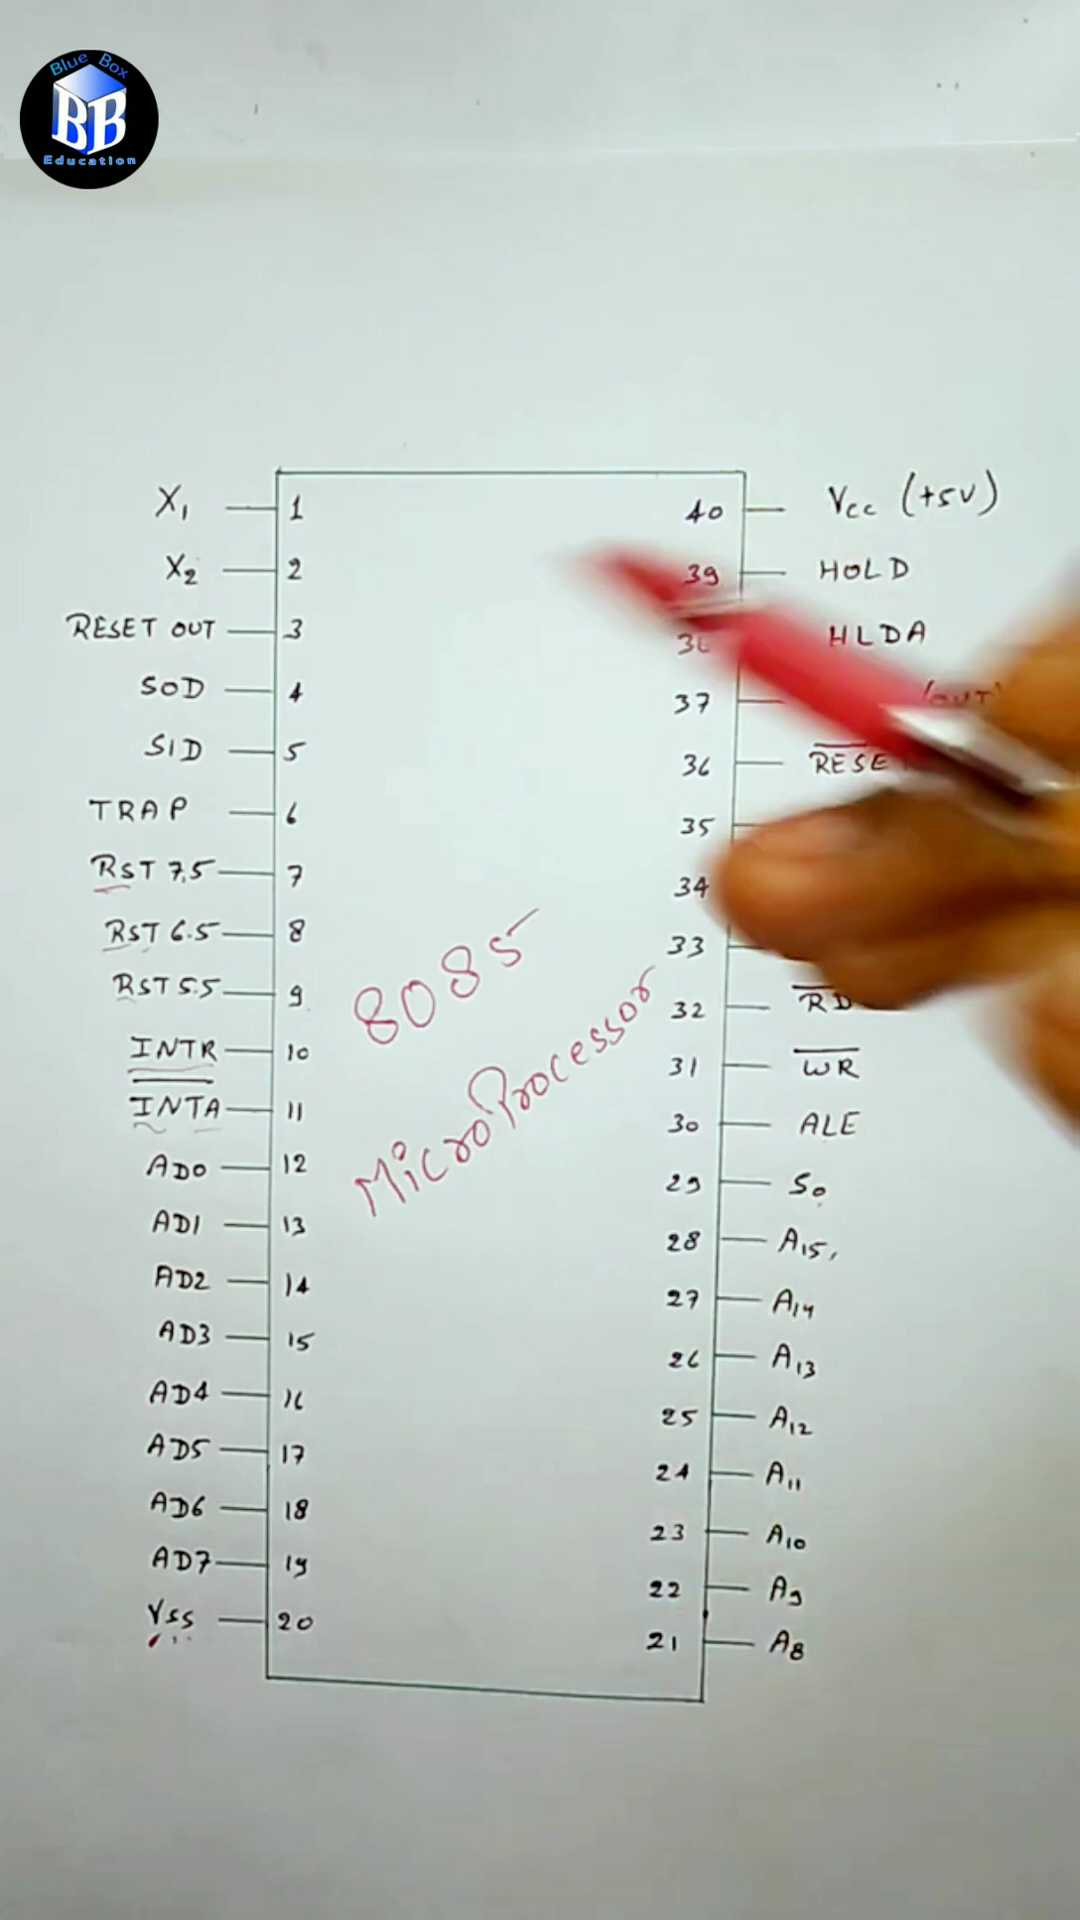 Blue Box
BB
Education
X1 1 40 Vcc (+5V)
X2 2 39 HOLD
RESET OUT 3 HLDA
SOD 4 37
SID 5 36
TRAP 6 35
RST 7.5 7 34
RST 6.5 8 33
RST 5.5 9 32 R̅D̅
INTR 10 31 W̅R̅
I̅N̅T̅A̅ 11 30 ALE
AD0 12 29 S0
AD1 13 28 A15,
AD2 14 27 A14
AD3 15 26 A13
AD4 16 25 A12
AD5 17 24 A11
AD6 18 23 A10
AD7 19 22 A9
Vss 20 21 A8
8085
MicroProcessor